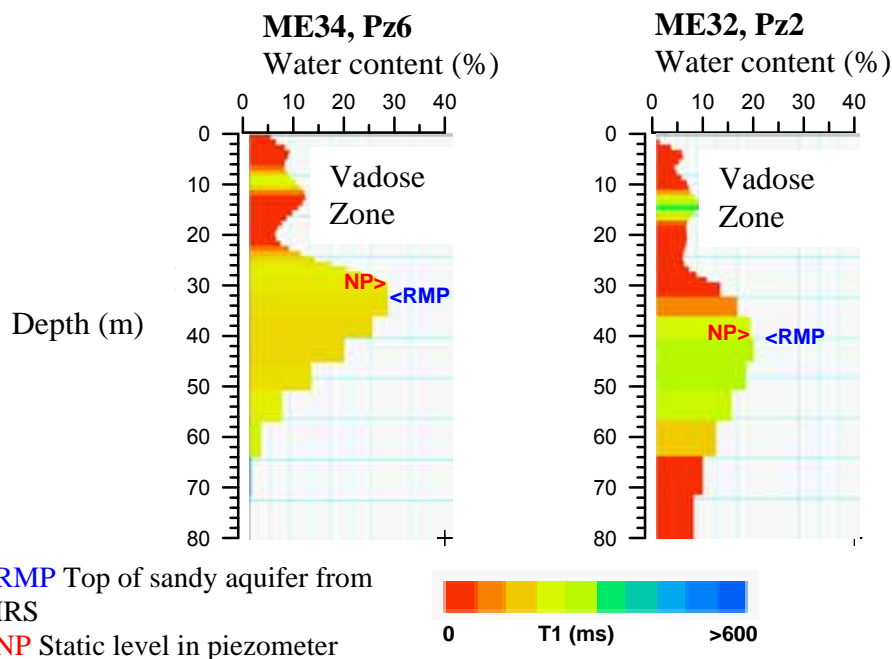 ME34, Pz6
Water content (%)
0 10 20 30 40
0
10
20
30
40
50
60
70
80
Vadose
Zone
NP>
<RMP
Depth (m)
ME32, Pz2
Water content (%)
0 10 20 30 40
0
10
20
30
40
50
60
70
80
Vadose
Zone
NP>
<RMP
RMP Top of sandy aquifer from
MRS
NP Static level in piezometer
0 T1 (ms) >600